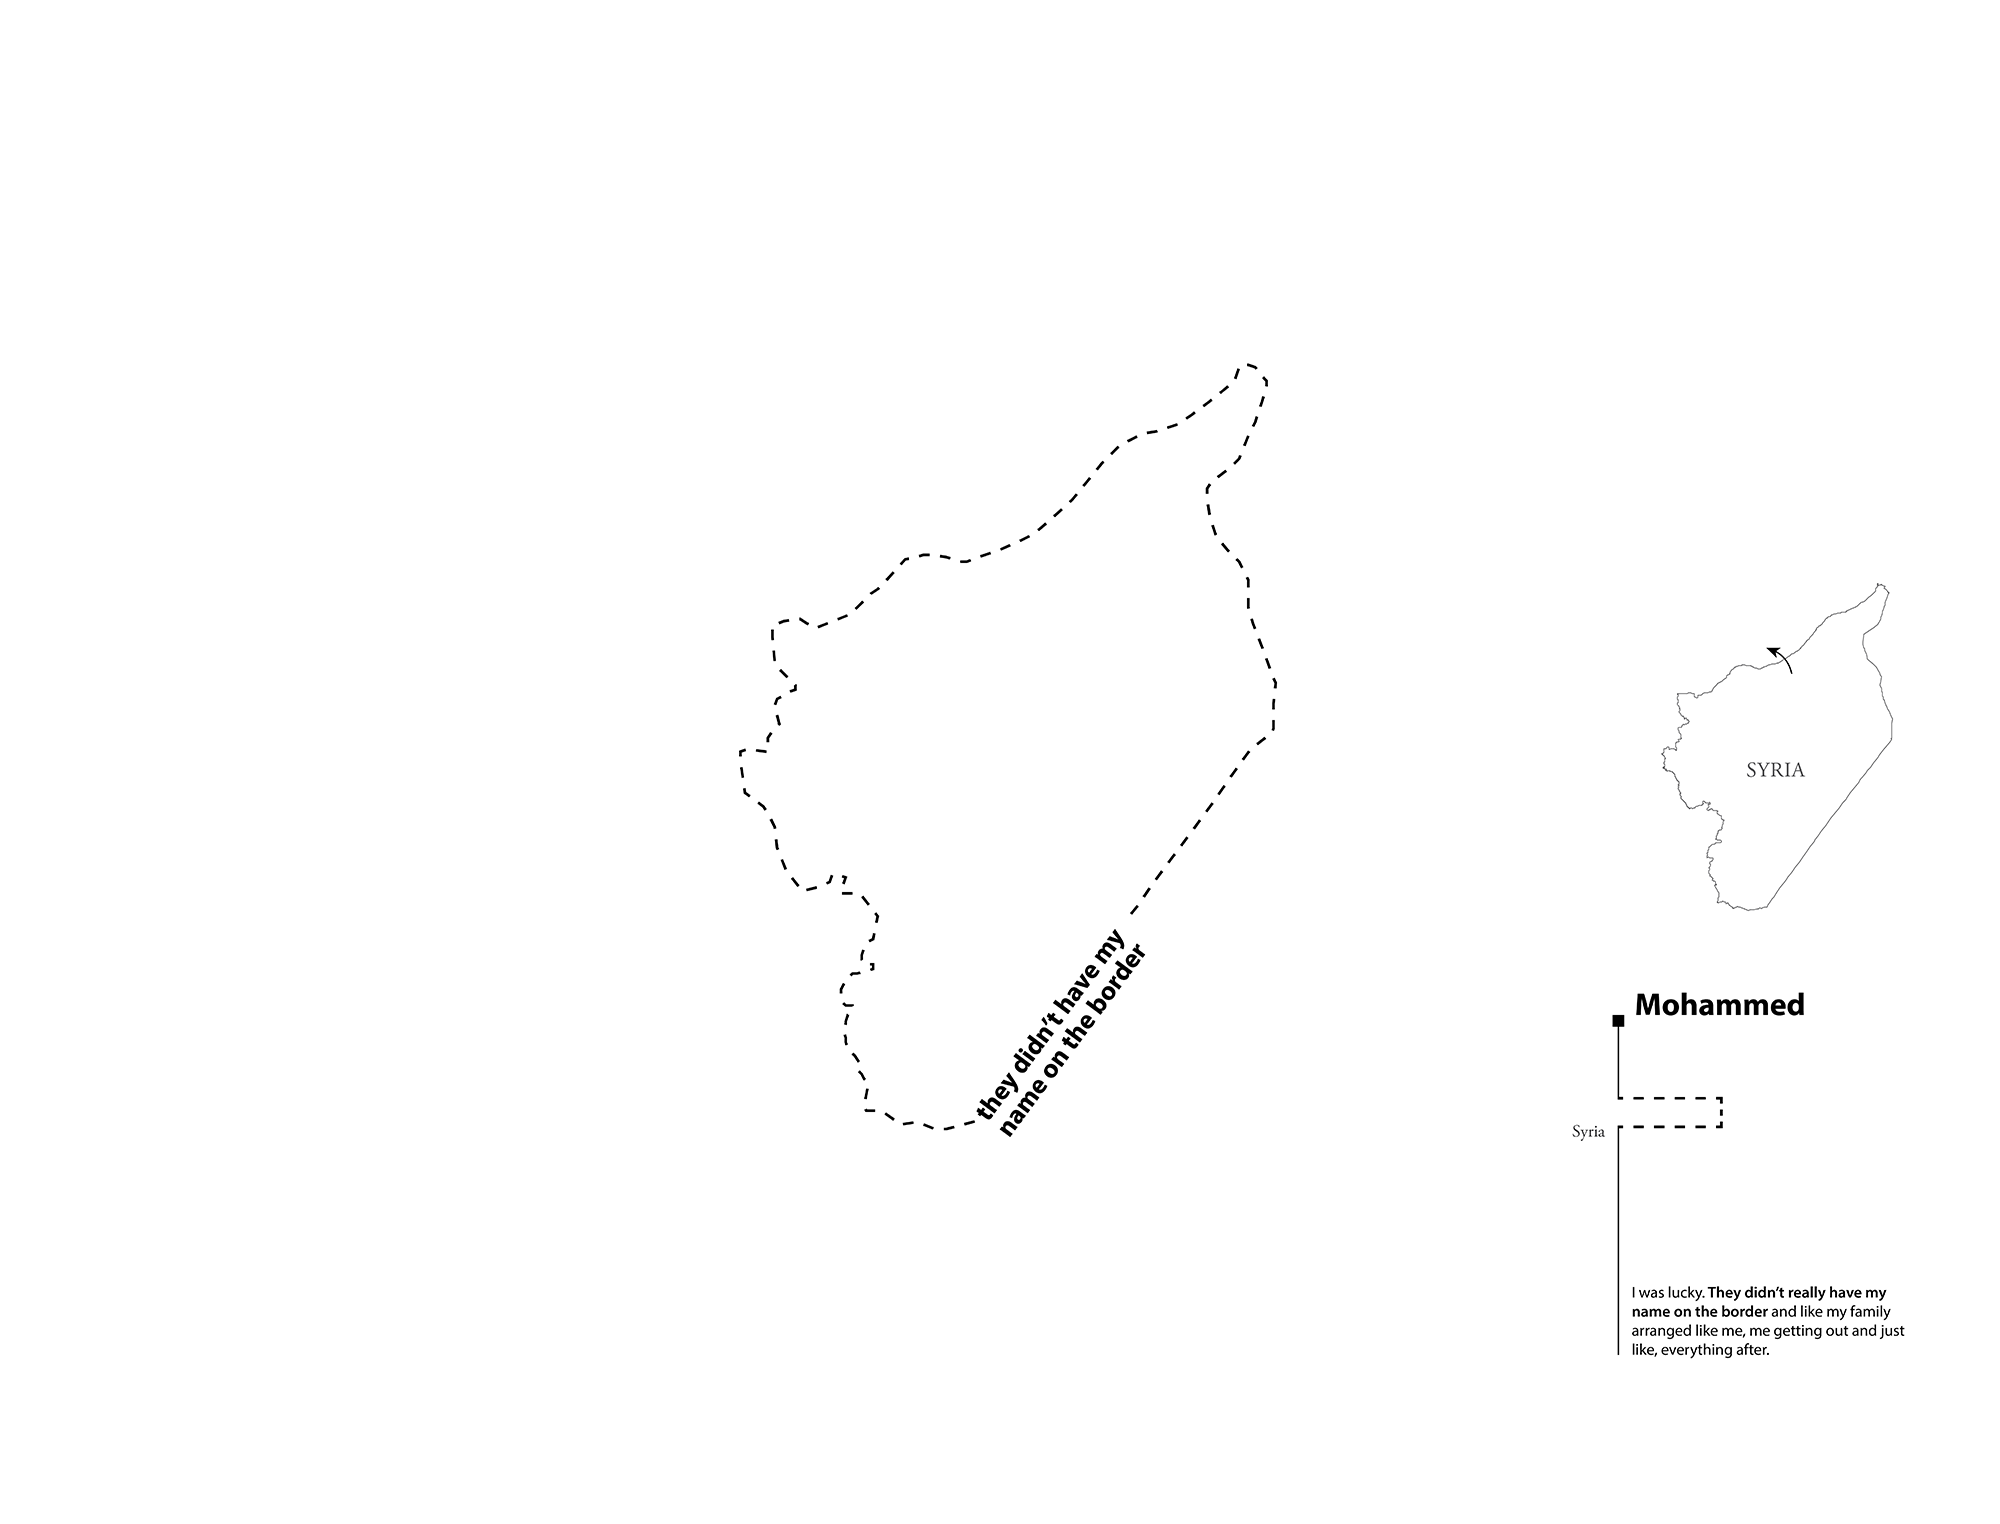 they didn't have my
name on the border
SYRIA
Mohammed
Syria
I was lucky. They didn't really have my
name on the border and like my family
arranged like me, me getting out and just
like, everything after.